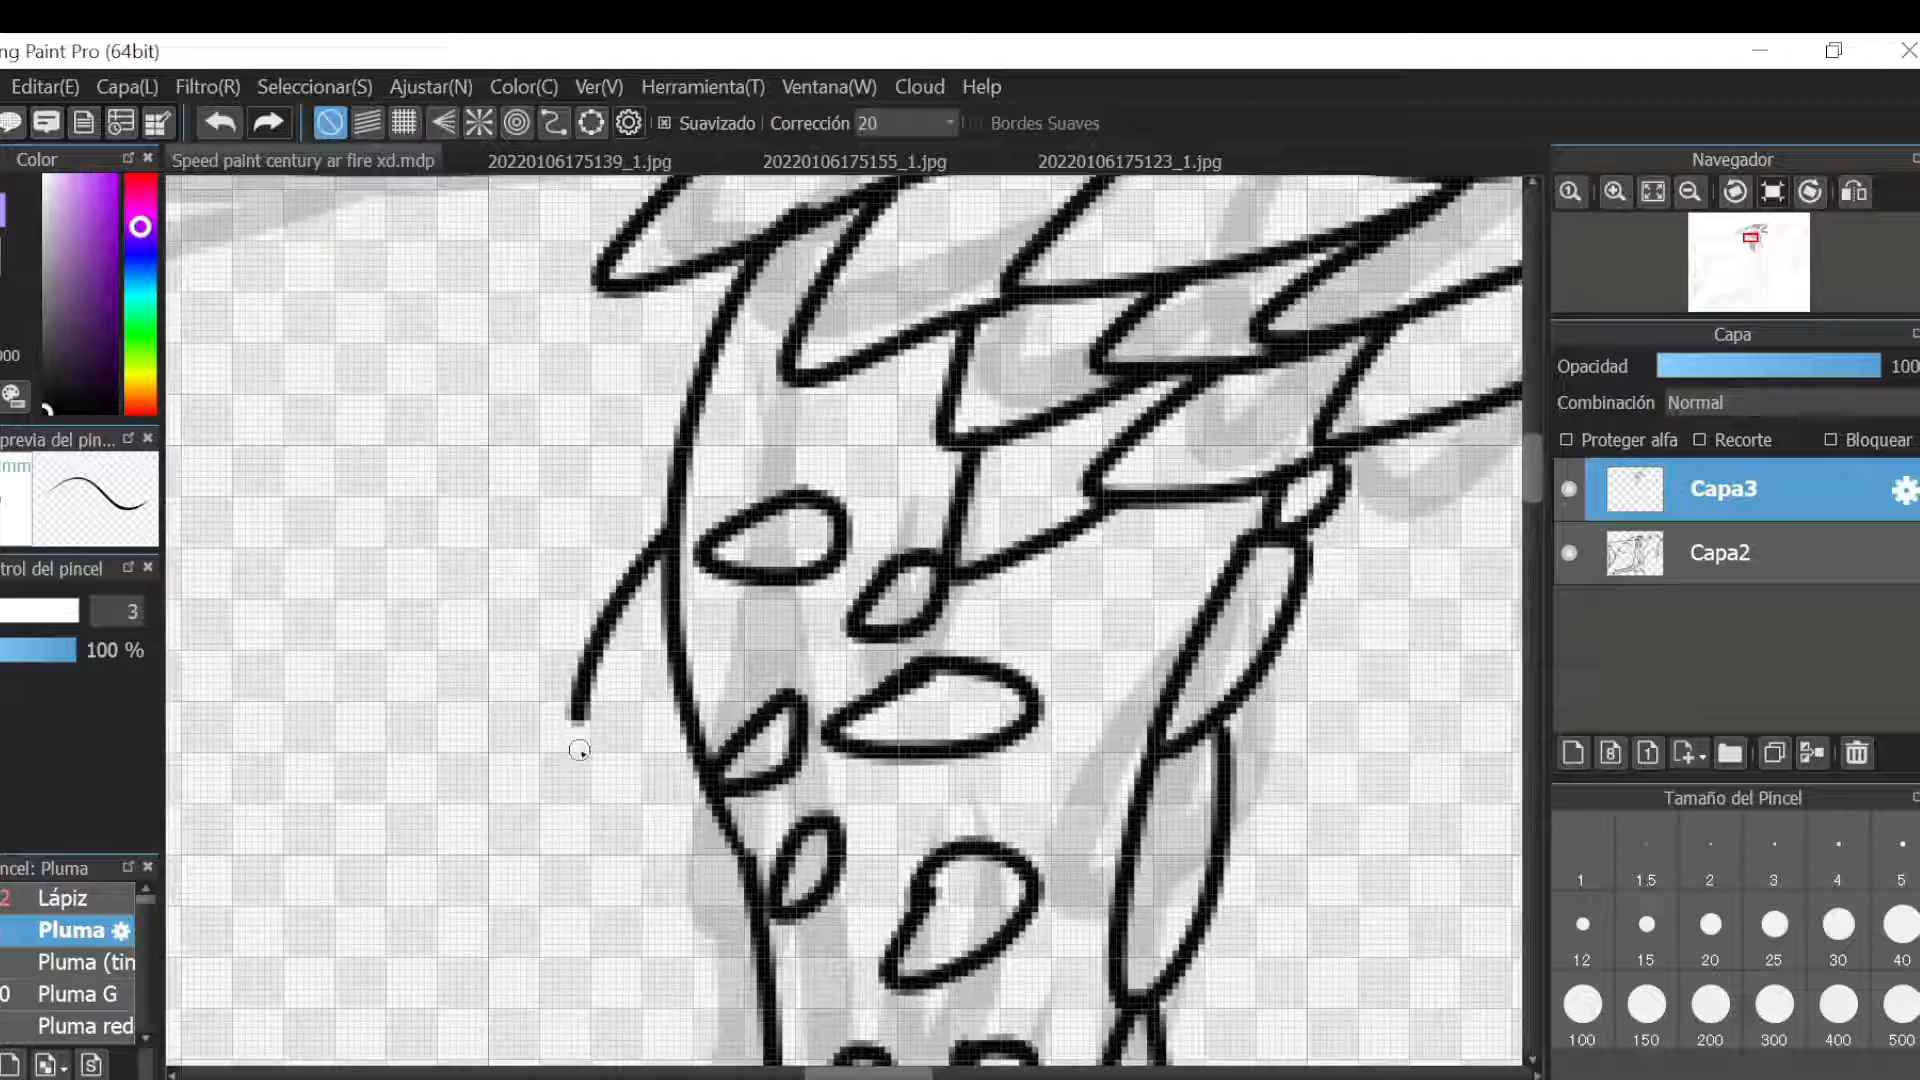 ng Paint Pro (64bit)
Editar(E) Capa(L) Filtro(R) Seleccionar(S) Ajustar(N) Color(C) Ver(V) Herramienta(T) Ventana(W) Cloud Help
Suavizado Corrección 20 Bordes Suaves
Color
Speed paint century ar fire xd.mdp 20220106175139_1.jpg 20220106175155_1.jpg 20220106175123_1.jpg
Navegador
000
Capa
Opacidad 100
Combinación Normal
Proteger alfa Recorte Bloquear
Capa3
Capa2
previa del pin...
mm
trol del pincel
3
100 %
ncel: Pluma
2 Lápiz
Pluma
Pluma (tin
0 Pluma G
Pluma red
Tamaño del Pincel
1 1.5 2 3 4 5
12 15 20 25 30 40
100 150 200 300 400 500